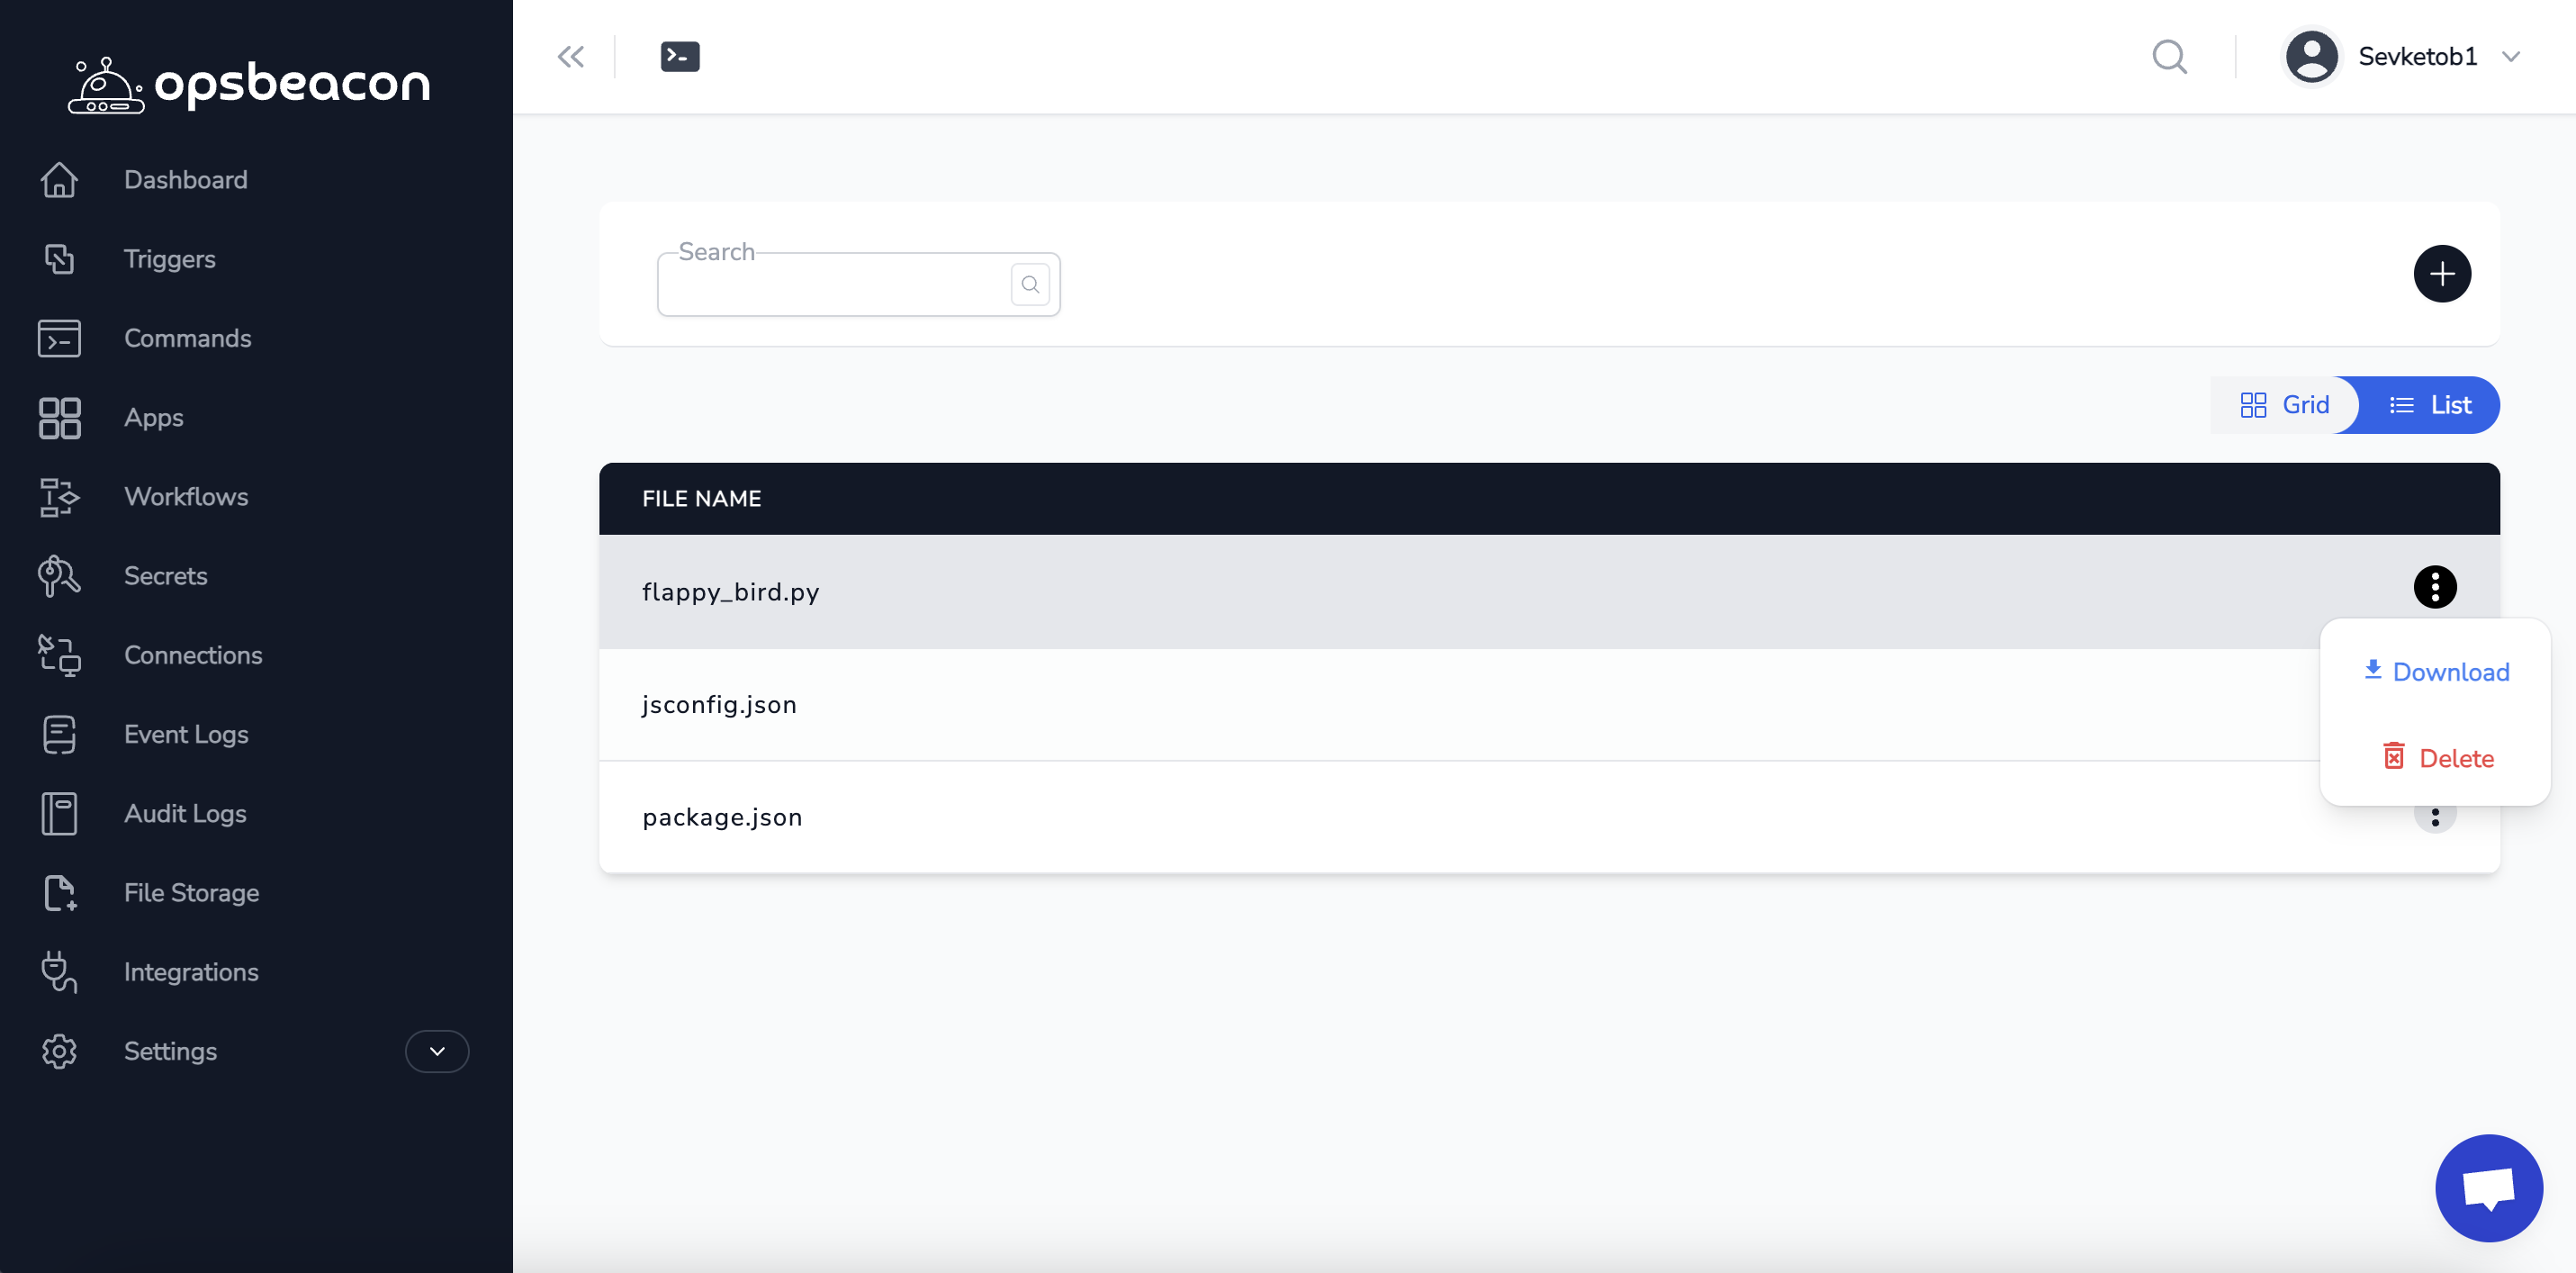 opsbeacon
Sevketob1
Dashboard
Triggers
Commands
Apps
Workflows
Secrets
Connections
Event Logs
Audit Logs
File Storage
Integrations
Settings
Search
Grid
List
FILE NAME
flappy_bird.py
jsconfig.json
package.json
Download
Delete